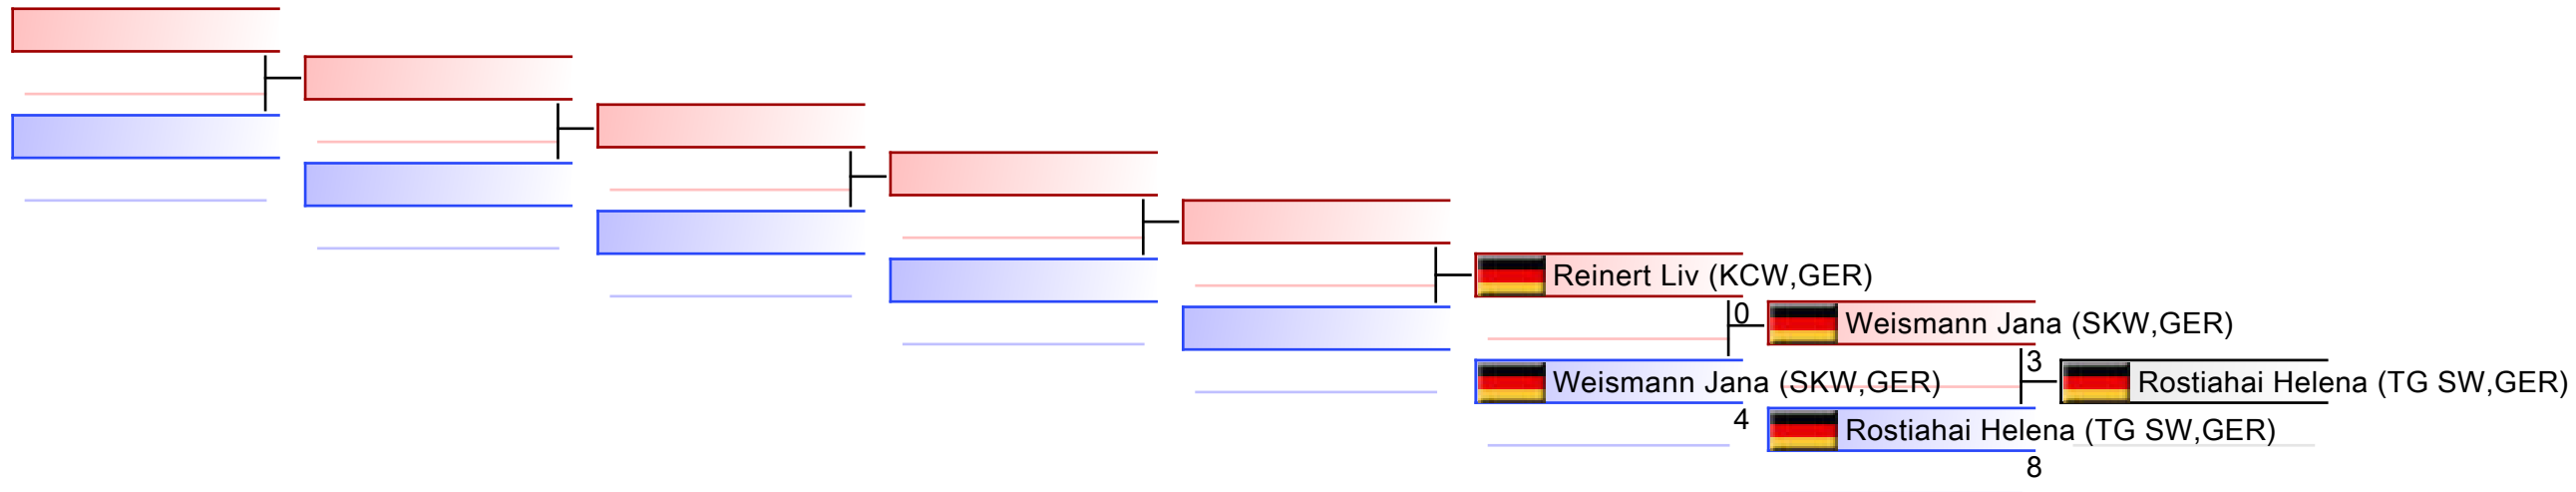 Reinert Liv (KCW,GER)
0
Weismann Jana (SKW,GER)
3
Weismann Jana (SKW,GER)
Rostiahai Helena (TG SW,GER)
4
Rostiahai Helena (TG SW,GER)
8